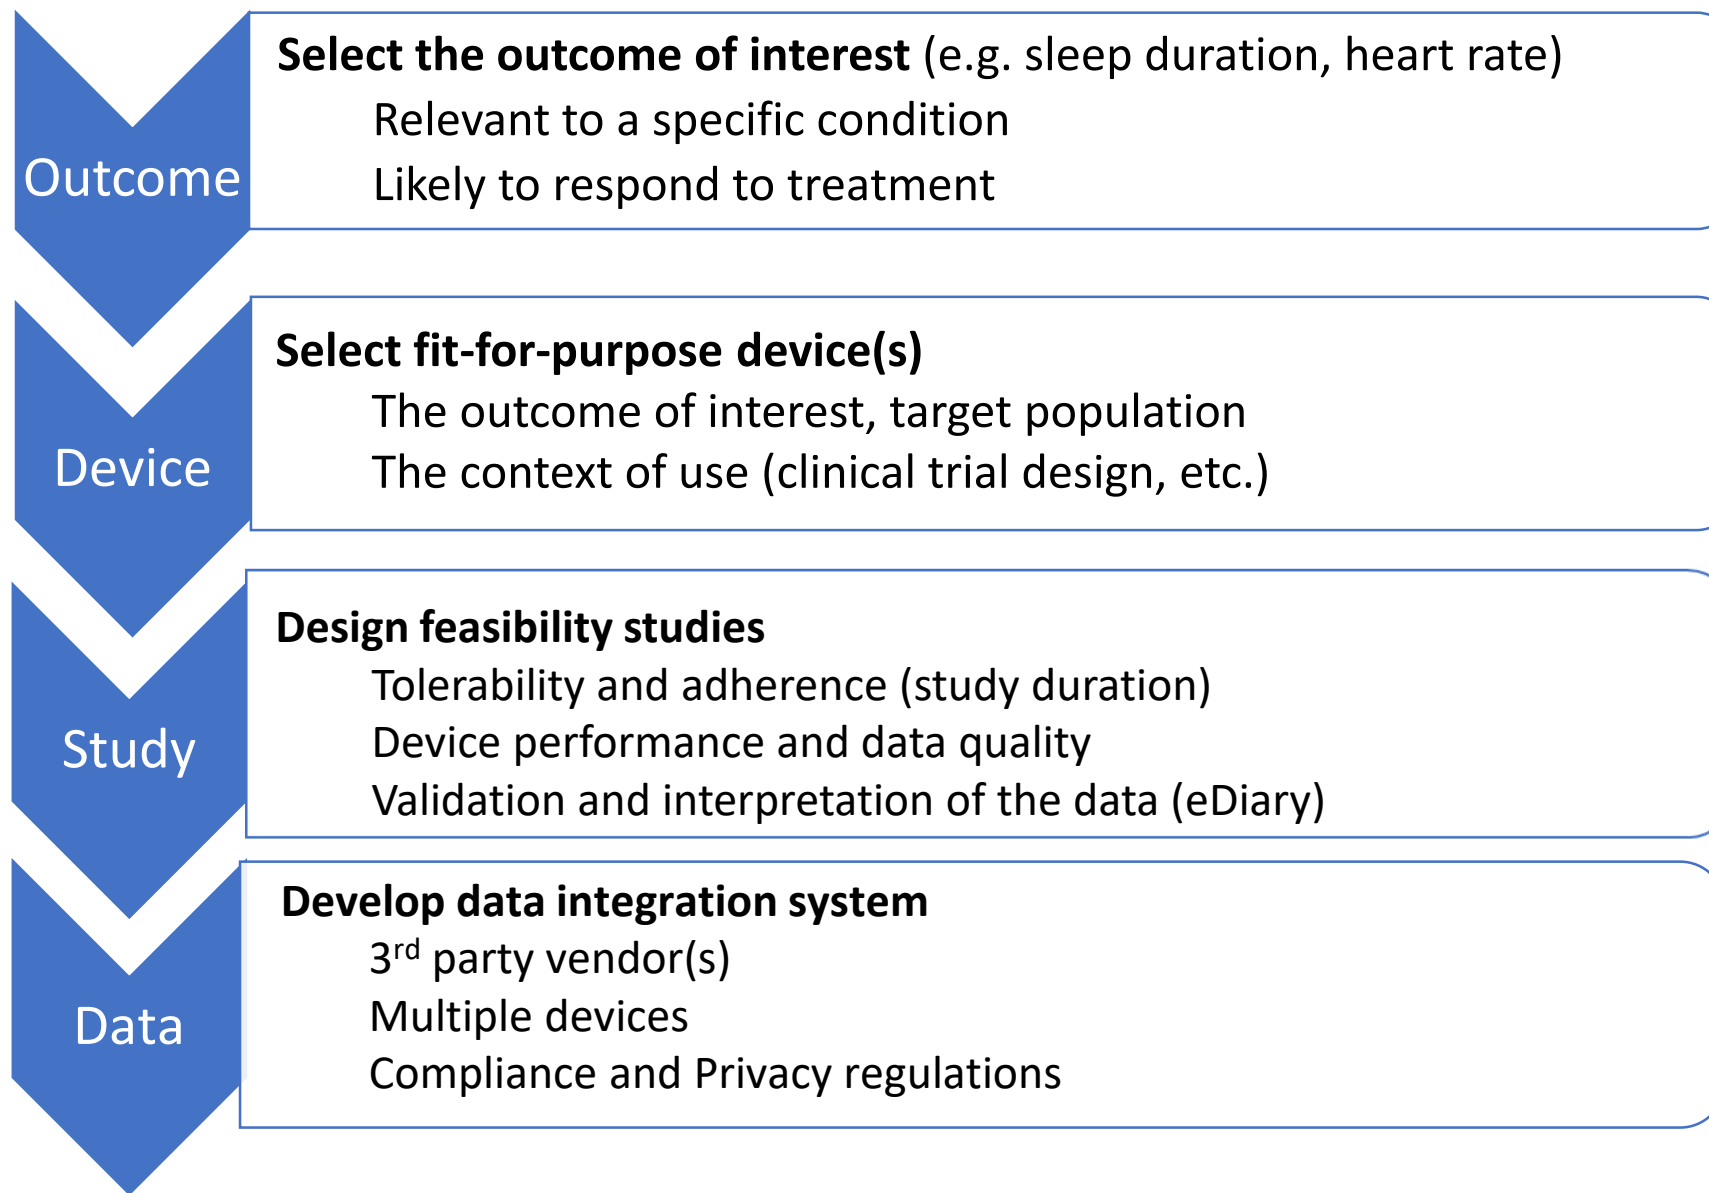 Outcome
Select the outcome of interest (e.g. sleep duration, heart rate)
Relevant to a specific condition
Likely to respond to treatment
Device
Select fit-for-purpose device(s)
The outcome of interest, target population
The context of use (clinical trial design, etc.)
Study
Design feasibility studies
Tolerability and adherence (study duration)
Device performance and data quality
Validation and interpretation of the data (eDiary)
Data
Develop data integration system
3rd party vendor(s)
Multiple devices
Compliance and Privacy regulations